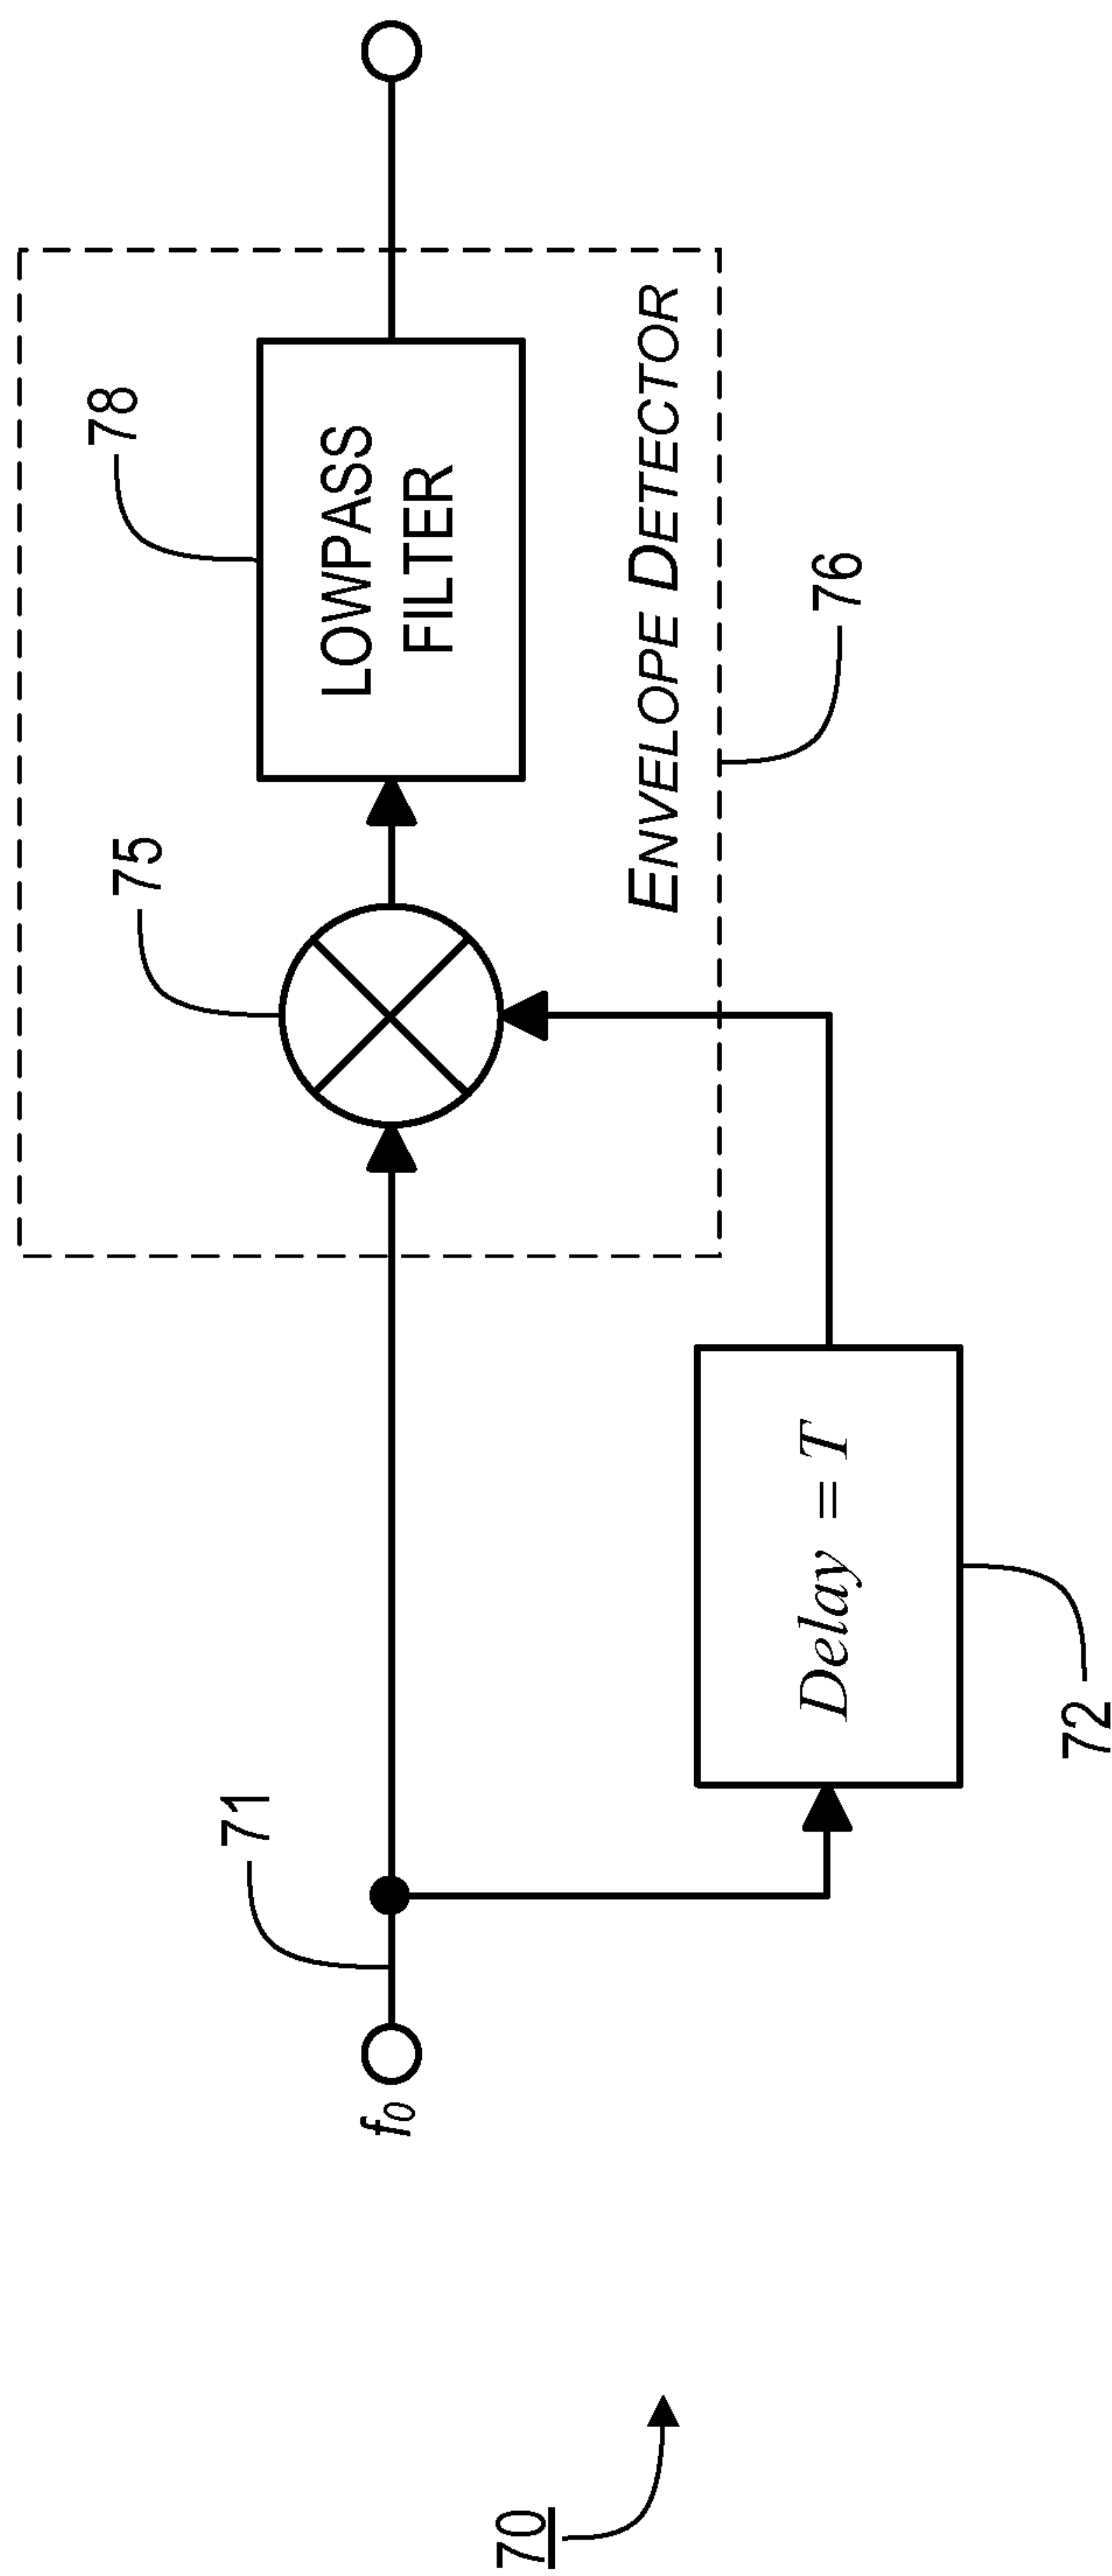 70
f0
71
Delay = T
72
75
78
LOWPASS
FILTER
ENVELOPE DETECTOR
76